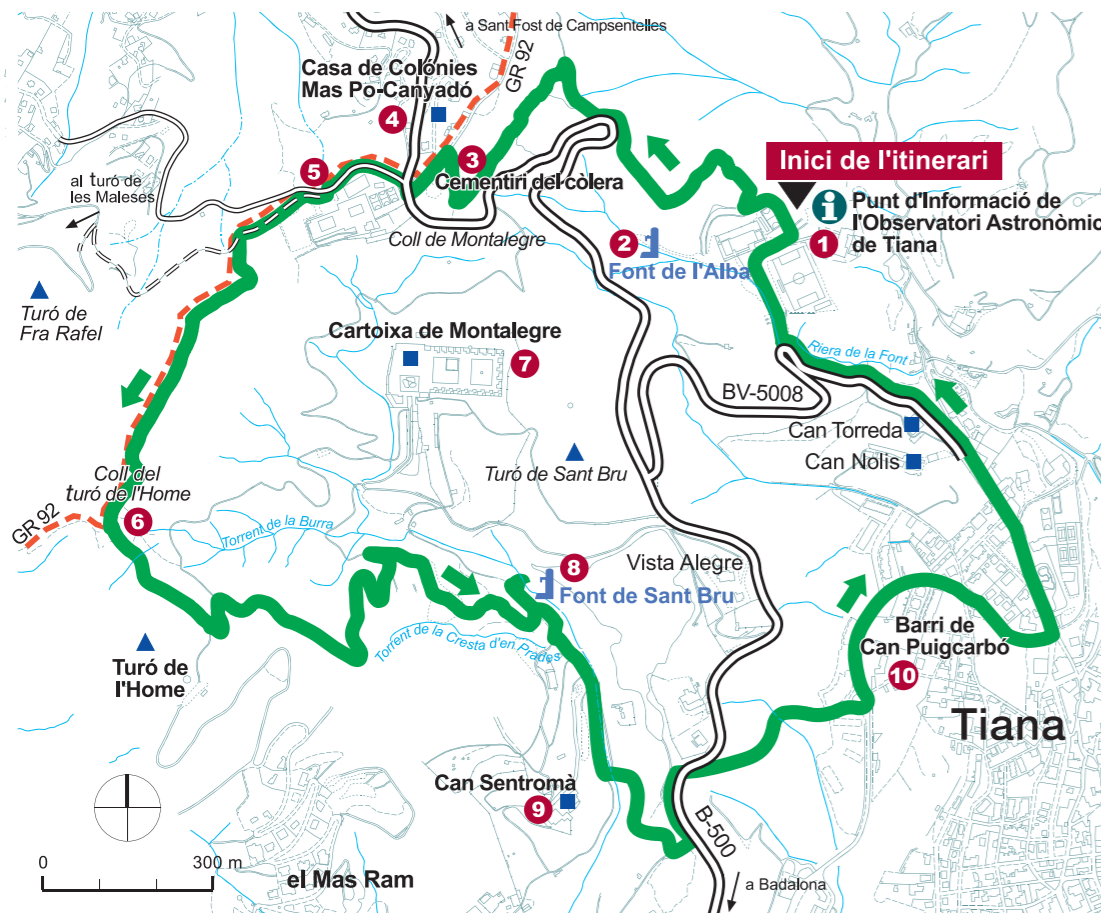 a Sant Fost de Campsentelles
GR 92
Casa de Colónies
Mas Po-Canyadó
4
3
Cementiri del còlera
5
al turó de
les Maleses
Coll de Montalegre
Inici de l'itinerari
i
Punt d'Informació de
l'Observatori Astronòmic
de Tiana
1
2
Font de l'Alba
Turó de
Fra Rafel
Cartoixa de Montalegre
7
Riera de la Font
BV-5008
Can Torreda
Can Nolis
Turó de Sant Bru
Coll del
turó de l'Home
6
GR 92
Torrent de la Burra
Vista Alegre
8
Font de Sant Bru
Torrent de la Cresta d'en Prades
Turó de
l'Home
Barri de
Can Puigcarbó
10
Tiana
Can Sentromà
9
B-500
a Badalona
0 300 m
el Mas Ram